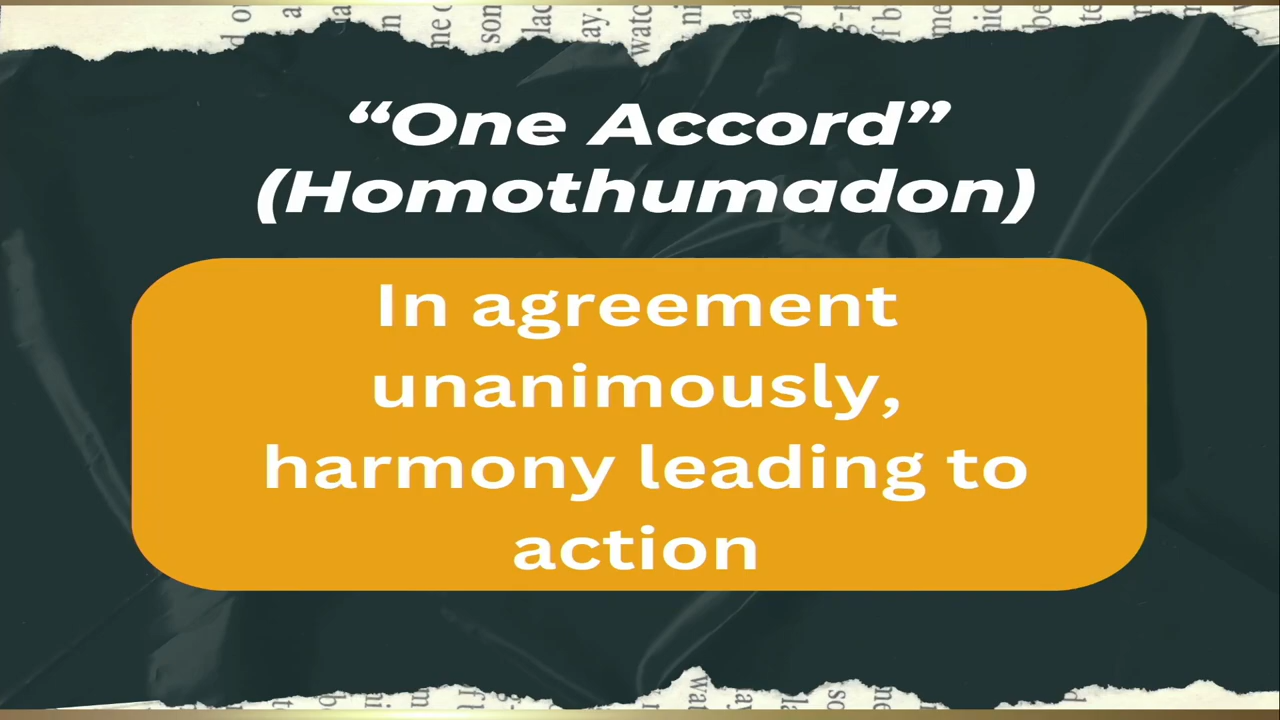 “One Accord”
(Homothumadon)
In agreement
unanimously,
harmony leading to
action